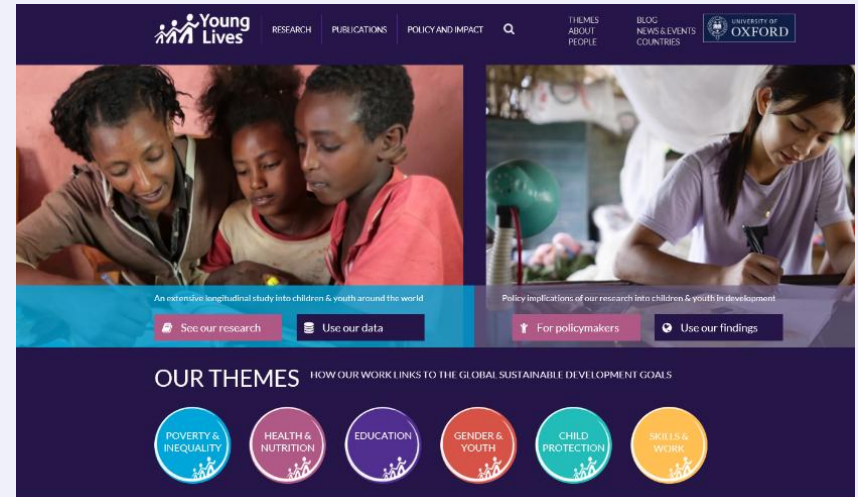 Young
Lives
RESEARCH
PUBLICATIONS
POLICY AND IMPACT
THEMES
ABOUT
PEOPLE
BLOG
NEWS & EVENTS
COUNTRIES
UNIVERSITY OF
OXFORD
An extensive longitudinal study into children & youth around the world
See our research
Use our data
Policy implications of our research into children & youth in development
For policymakers
Use our findings
OUR THEMES
HOW OUR WORK LINKS TO THE GLOBAL SUSTAINABLE DEVELOPMENT GOALS
POVERTY &
INEQUALITY
HEALTH &
NUTRITION
EDUCATION
GENDER &
YOUTH
CHILD
PROTECTION
SKILLS &
WORK